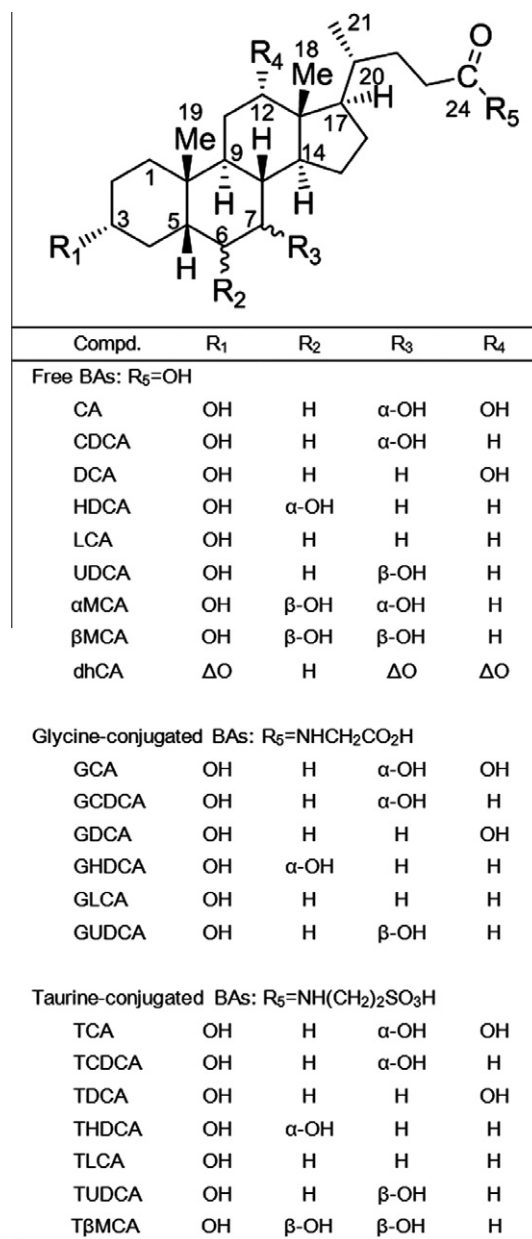 21
R4
18
Me
20
O
C
24
R5
19
Me
12
17
H
H
1
9
14
3
5
7
H
H
R1
6
R3
H
R2
Compd. R1 R2 R3 R4
Free BAs: R5=OH
CA OH H α-OH OH
CDCA OH H α-OH H
DCA OH H H OH
HDCA OH α-OH H H
LCA OH H H H
UDCA OH H β-OH H
αMCA OH β-OH α-OH H
βMCA OH β-OH β-OH H
dhCA ΔO H ΔO ΔO
Glycine-conjugated BAs: R5=NHCH2CO2H
GCA OH H α-OH OH
GCDCA OH H α-OH H
GDCA OH H H OH
GHDCA OH α-OH H H
GLCA OH H H H
GUDCA OH H β-OH H
Taurine-conjugated BAs: R5=NH(CH2)2SO3H
TCA OH H α-OH OH
TCDCA OH H α-OH H
TDCA OH H H OH
THDCA OH α-OH H H
TLCA OH H H H
TUDCA OH H β-OH H
TβMCA OH β-OH β-OH H